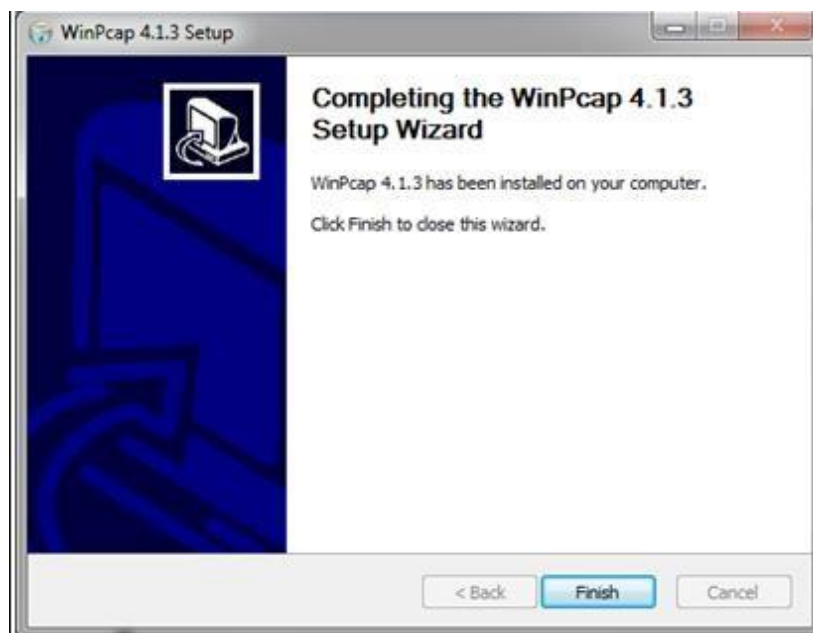 WinPcap 4.1.3 Setup
Completing the WinPcap 4.1.3
Setup Wizard
WinPcap 4.1.3 has been installed on your computer.
Click Finish to close this wizard.
< Back Finish Cancel